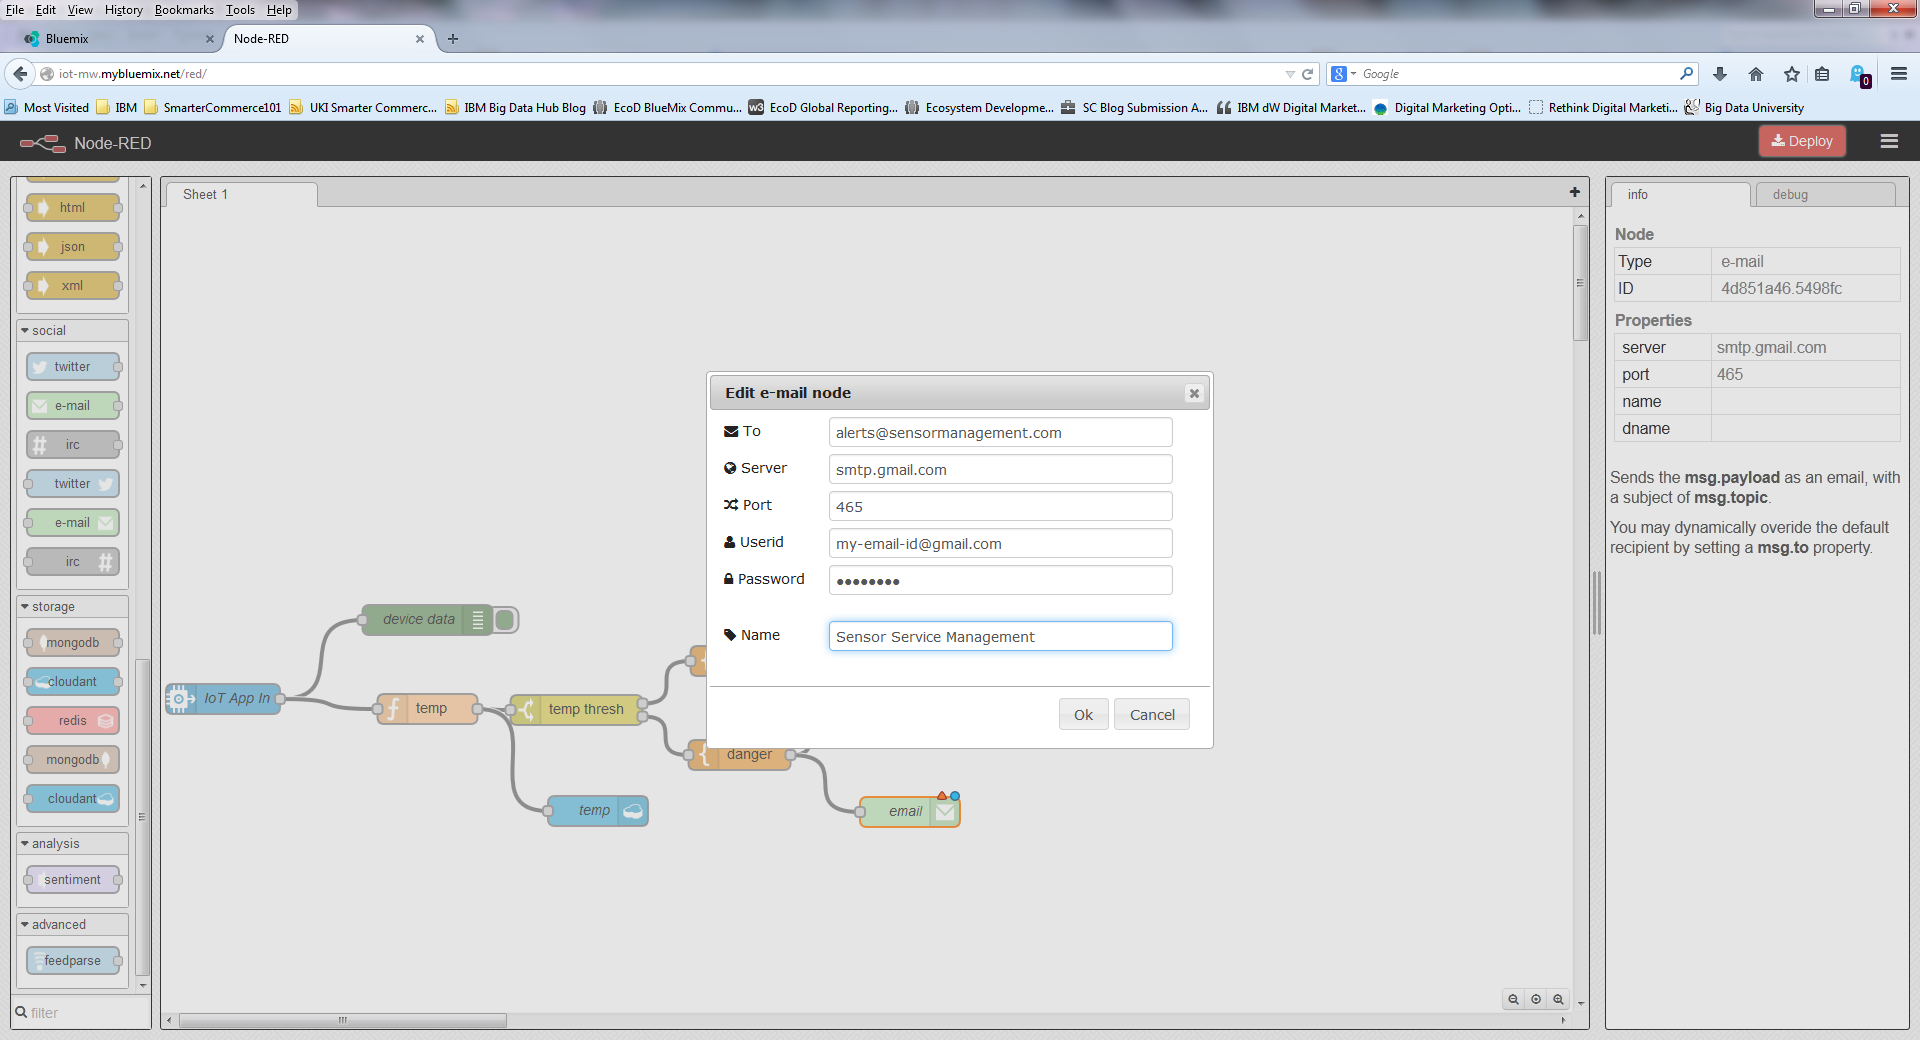 File Edit View History Bookmarks Tools Help
Bluemix
Node-RED
iot-mw.mybluemix.net/red/
Google
0
Most Visited IBM SmarterCommerce101 UKI Smarter Commerc... IBM Big Data Hub Blog EcoD BlueMix Commu... w3 EcoD Global Reporting... Ecosystem Developme... SC Blog Submission A... IBM dW Digital Market... Digital Marketing Opti... Rethink Digital Marketi... Big Data University
Node-RED
Deploy
html
json
xml
social
twitter
e-mail
irc
twitter
e-mail
irc
storage
mongodb
cloudant
redis
mongodb
cloudant
analysis
sentiment
advanced
feedparse
filter
Sheet 1
device data
IoT App In
temp
temp thresh
danger
temp
email
Edit e-mail node
To alerts@sensormanagement.com
Server smtp.gmail.com
Port 465
Userid my-email-id@gmail.com
Password ••••••••
Name Sensor Service Management
Ok Cancel
info debug
Node
Type e-mail
ID 4d851a46.5498fc
Properties
server smtp.gmail.com
port 465
name
dname
Sends the msg.payload as an email, with
a subject of msg.topic.
You may dynamically overide the default
recipient by setting a msg.to property.